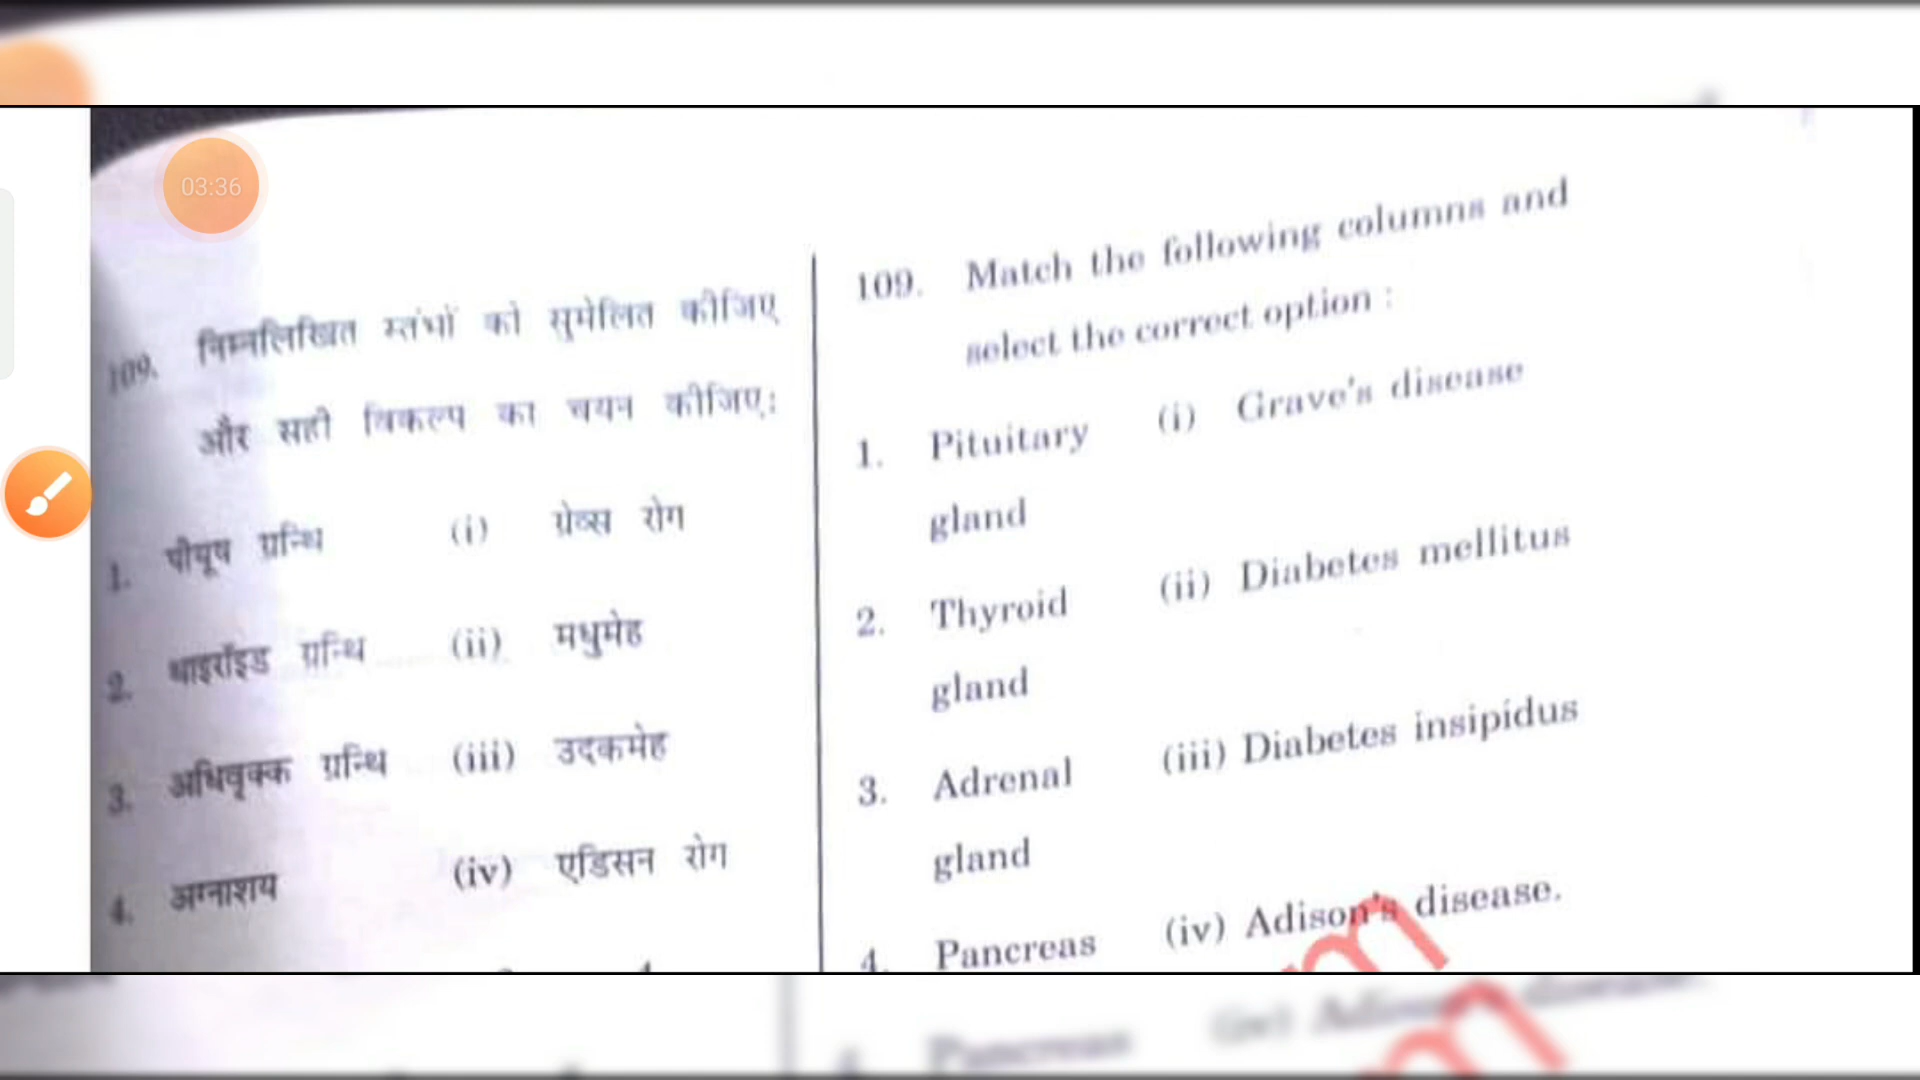 03:36
109. निम्नलिखित स्तंभों को सुमेलित कीजिए
और सही विकल्प का चयन कीजिए:
1. पीयूष ग्रन्थि (i) ग्रेव्स रोग
2. थाइरॉइड ग्रन्थि (ii) मधुमेह
3. अधिवृक्क ग्रन्थि (iii) उदकमेह
4. अग्नाशय (iv) एडिसन रोग
109. Match the following columns and
select the correct option :
1. Pituitary (i) Grave's disease
gland
2. Thyroid (ii) Diabetes mellitus
gland
3. Adrenal (iii) Diabetes insipidus
gland
4. Pancreas (iv) Adison's disease.